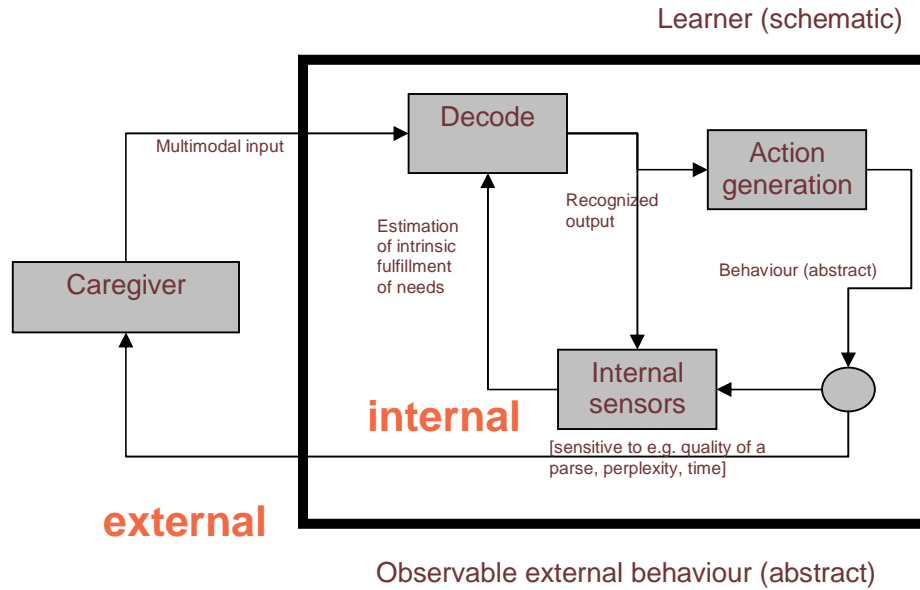 Learner (schematic)
Decode
Multimodal input
Action
generation
Recognized
output
Estimation
of intrinsic
fulfillment
of needs
Caregiver
Behaviour (abstract)
Internal
sensors
internal
[sensitive to e.g. quality of a
parse, perplexity, time]
external
Observable external behaviour (abstract)